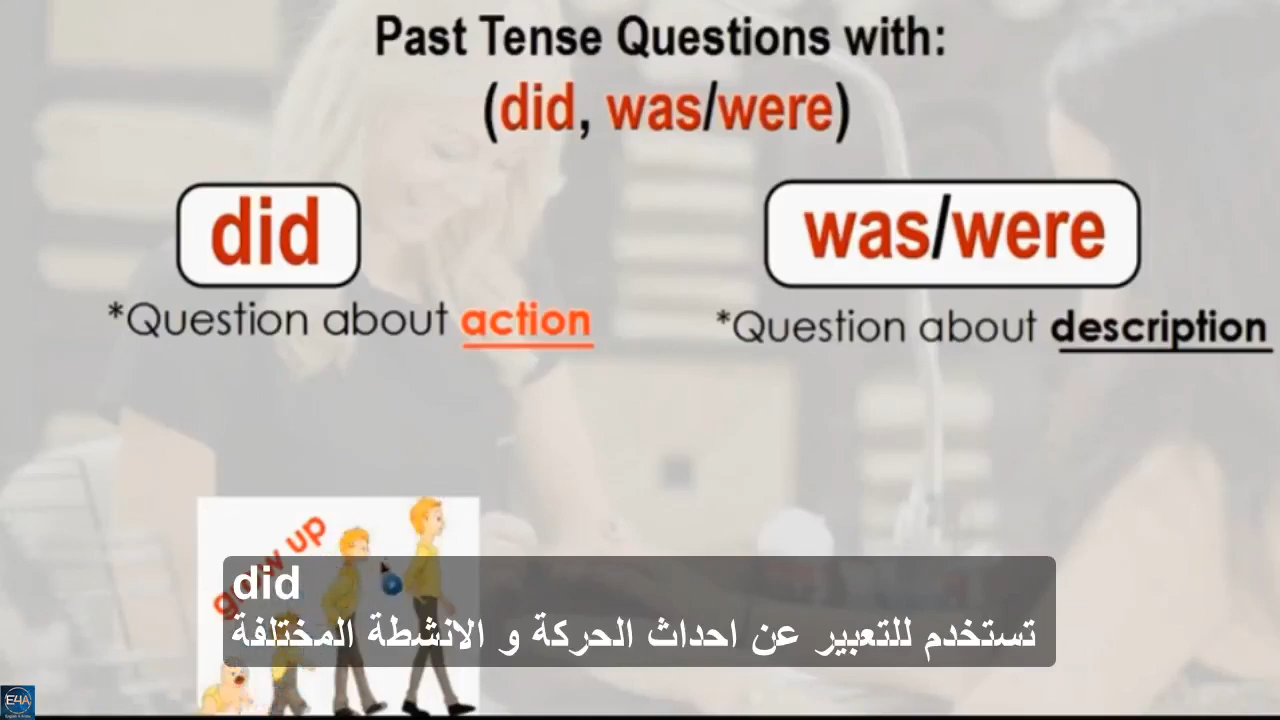 Past Tense Questions with:
(did, was/were)
did
was/were
*Question about action
*Question about description
grow up
did
تستخدم للتعبير عن احداث الحركة و الانشطة المختلفة
E4A